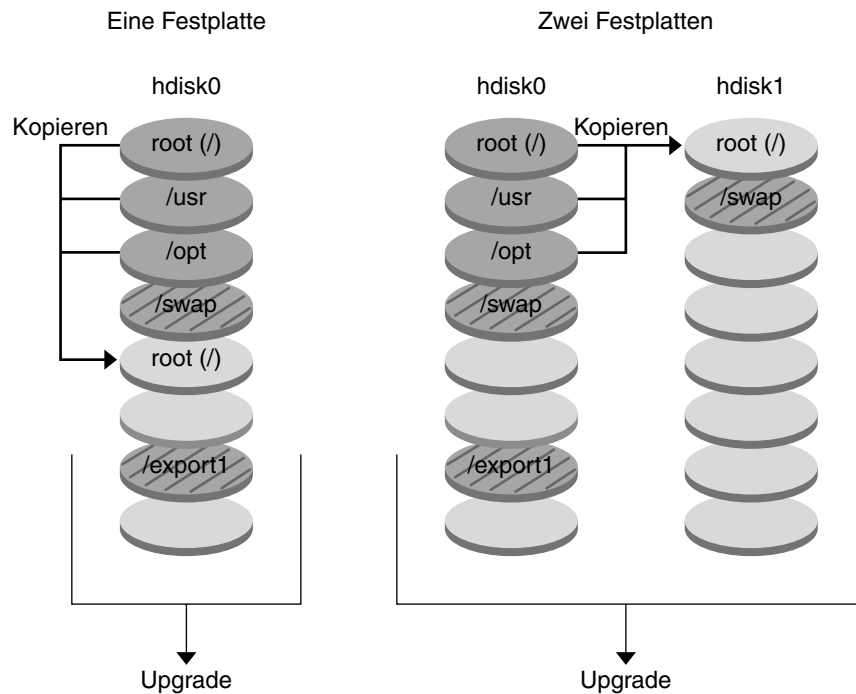 Eine Festplatte
Zwei Festplatten
hdisk0
hdisk0
hdisk1
Kopieren
root (/)
/usr
/opt
/swap
root (/)
/export1
Upgrade
root (/)
Kopieren
root (/)
/usr
/swap
/opt
/swap
/export1
Upgrade